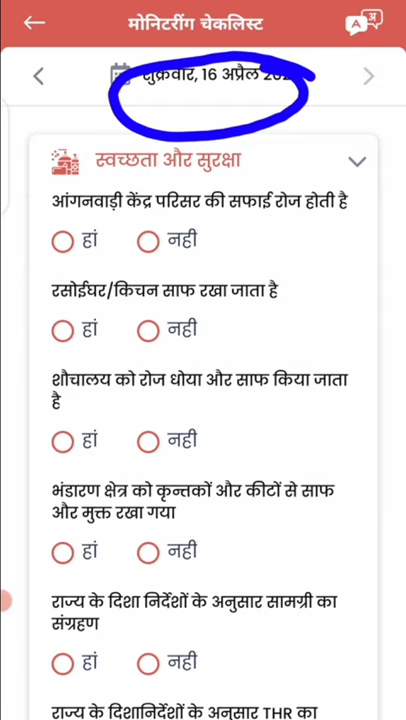 मोनिटरींग चेकलिस्ट
शुक्रवार, 16 अप्रैल
स्वच्छता और सुरक्षा
आंगनवाड़ी केंद्र परिसर की सफाई रोज होती है
हां नही
रसोईघर/किचन साफ रखा जाता है
हां नही
शौचालय को रोज धोया और साफ किया जाता
है
हां नही
भंडारण क्षेत्र को कृन्तकों और कीटों से साफ
और मुक्त रखा गया
हां नही
राज्य के दिशा निर्देशों के अनुसार सामग्री का
संग्रहण
हां नही
राज्य के दिशानिर्देशों के अनुसार THR का